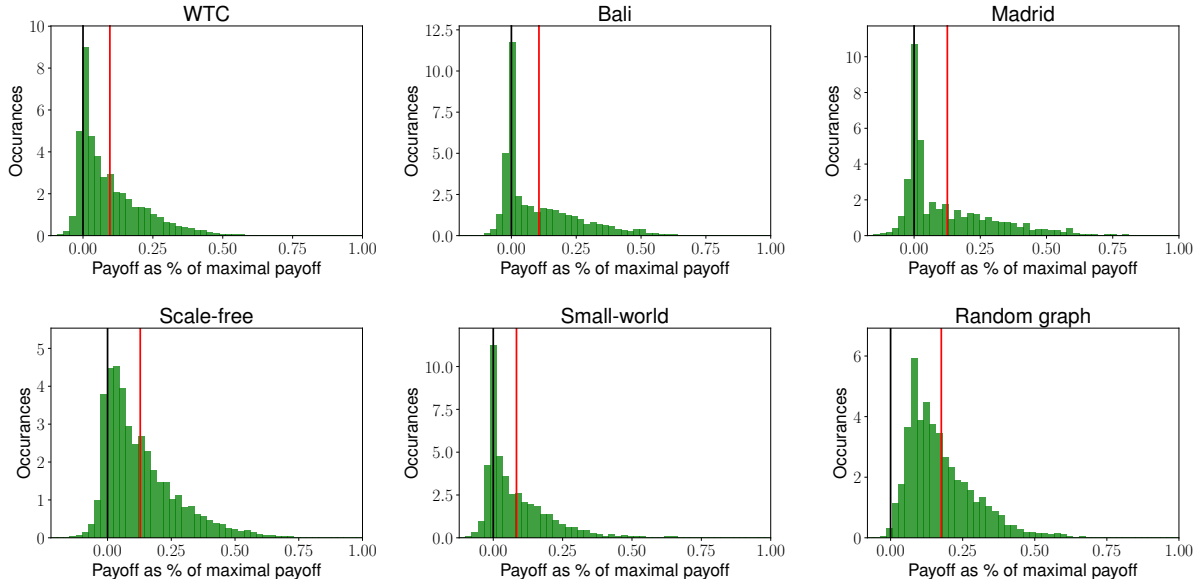 WTC
10
8
6
4
2
0
Occurances
0.00 0.25 0.50 0.75 1.00
Payoff as % of maximal payoff
Bali
12.5
10.0
7.5
5.0
2.5
0.0
Occurances
0.00 0.25 0.50 0.75 1.00
Payoff as % of maximal payoff
Madrid
10
8
6
4
2
0
Occurances
0.00 0.25 0.50 0.75 1.00
Payoff as % of maximal payoff
Scale-free
5
4
3
2
1
0
Occurances
0.00 0.25 0.50 0.75 1.00
Payoff as % of maximal payoff
Small-world
10.0
7.5
5.0
2.5
0.0
Occurances
0.00 0.25 0.50 0.75 1.00
Payoff as % of maximal payoff
Random graph
6
4
2
0
Occurances
0.00 0.25 0.50 0.75 1.00
Payoff as % of maximal payoff